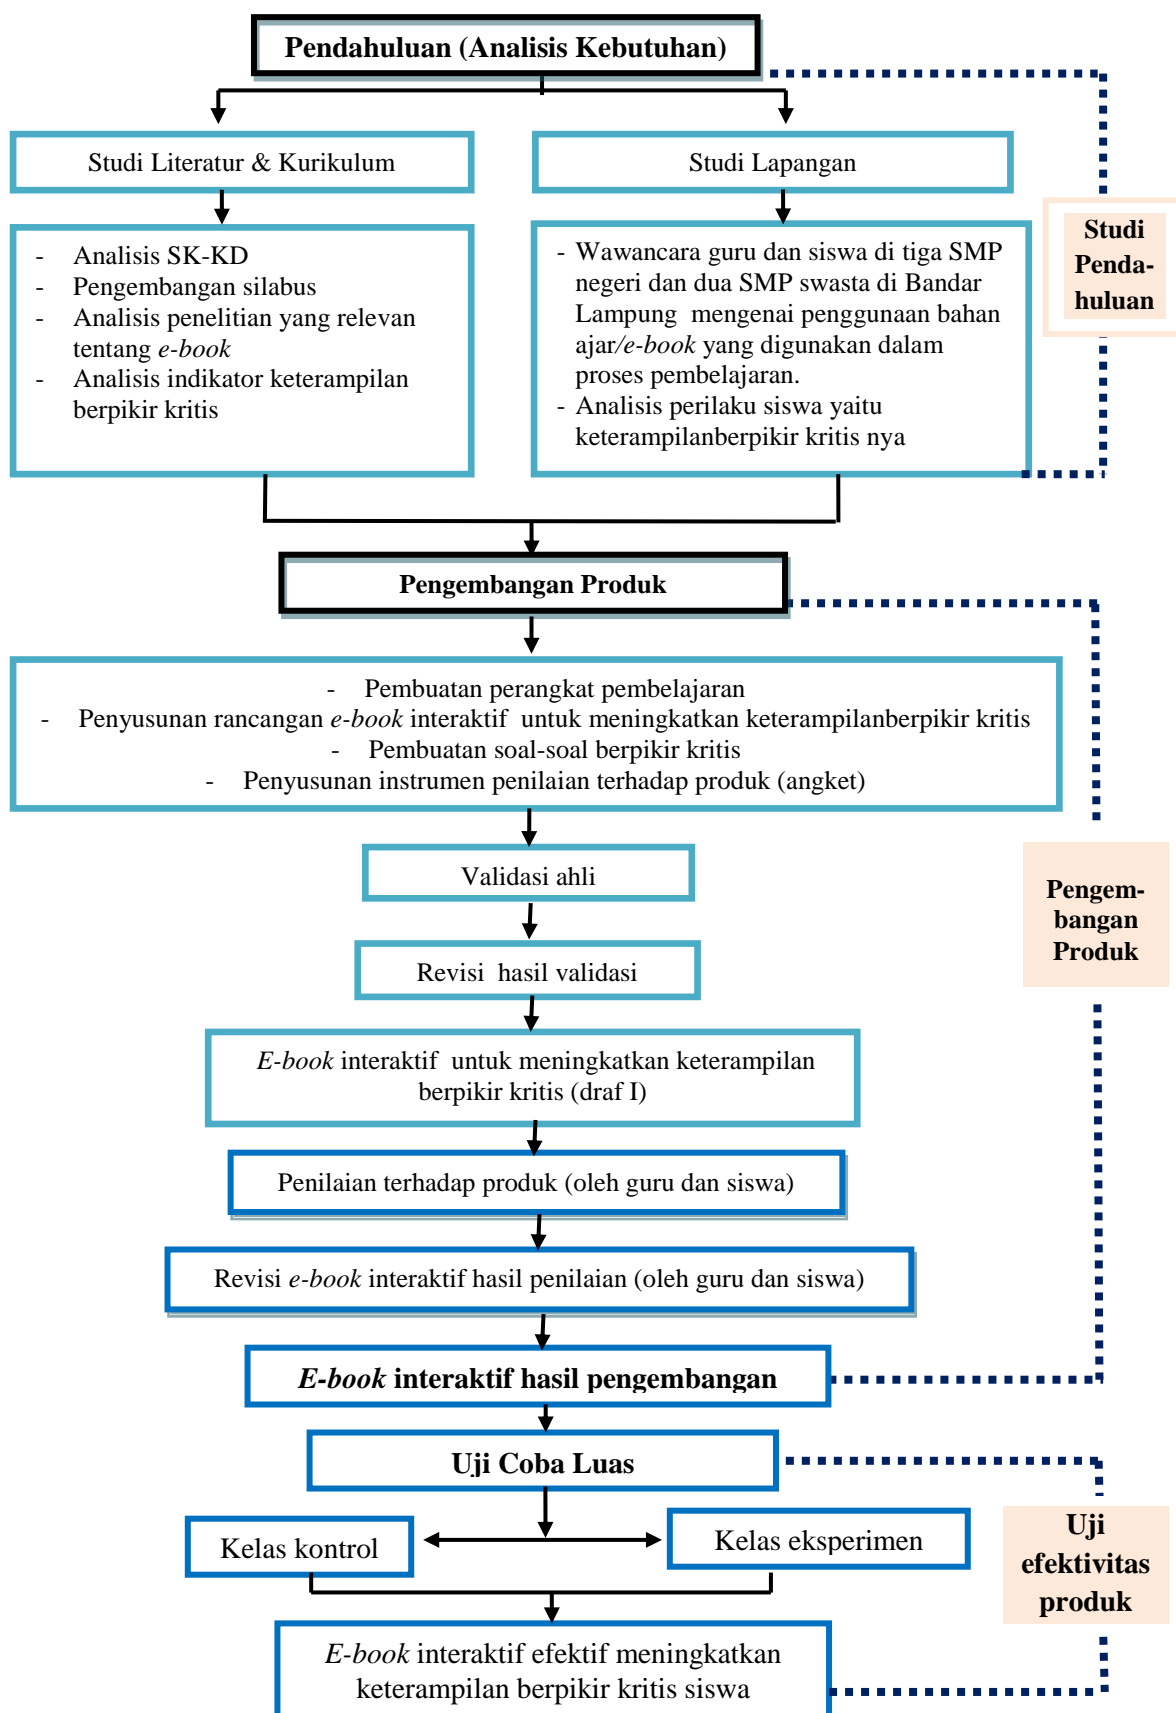 Pendahuluan (Analisis Kebutuhan)
Studi Literatur & Kurikulum
Studi Lapangan
- Analisis SK-KD
- Pengembangan silabus
- Analisis penelitian yang relevan
tentang e-book
- Analisis indikator keterampilan
berpikir kritis
- Wawancara guru dan siswa di tiga SMP
negeri dan dua SMP swasta di Bandar
Lampung mengenai penggunaan bahan
ajar/e-book yang digunakan dalam
proses pembelajaran.
- Analisis perilaku siswa yaitu
keterampilanberpikir kritis nya
Studi
Penda-
huluan
Pengembangan Produk
- Pembuatan perangkat pembelajaran
- Penyusunan rancangan e-book interaktif untuk meningkatkan keterampilanberpikir kritis
- Pembuatan soal-soal berpikir kritis
- Penyusunan instrumen penilaian terhadap produk (angket)
Validasi ahli
Revisi hasil validasi
E-book interaktif untuk meningkatkan keterampilan
berpikir kritis (draf I)
Penilaian terhadap produk (oleh guru dan siswa)
Revisi e-book interaktif hasil penilaian (oleh guru dan siswa)
E-book interaktif hasil pengembangan
Pengem-
bangan
Produk
Uji Coba Luas
Kelas kontrol
Kelas eksperimen
E-book interaktif efektif meningkatkan
keterampilan berpikir kritis siswa
Uji
efektivitas
produk